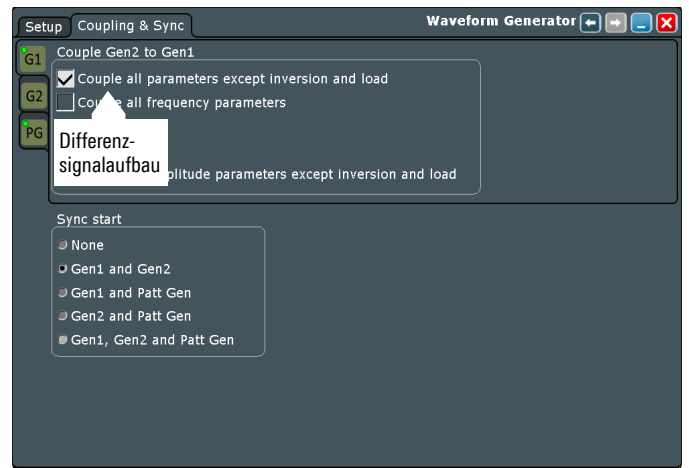 Setup Coupling & Sync Waveform Generator
G1
Couple Gen2 to Gen1
Couple all parameters except inversion and load
G2
all frequency parameters
PG
Differenz-
signalaufbau
parameters except inversion and load
Sync start
None
Gen1 and Gen2
Gen1 and Patt Gen
Gen2 and Patt Gen
Gen1, Gen2 and Patt Gen